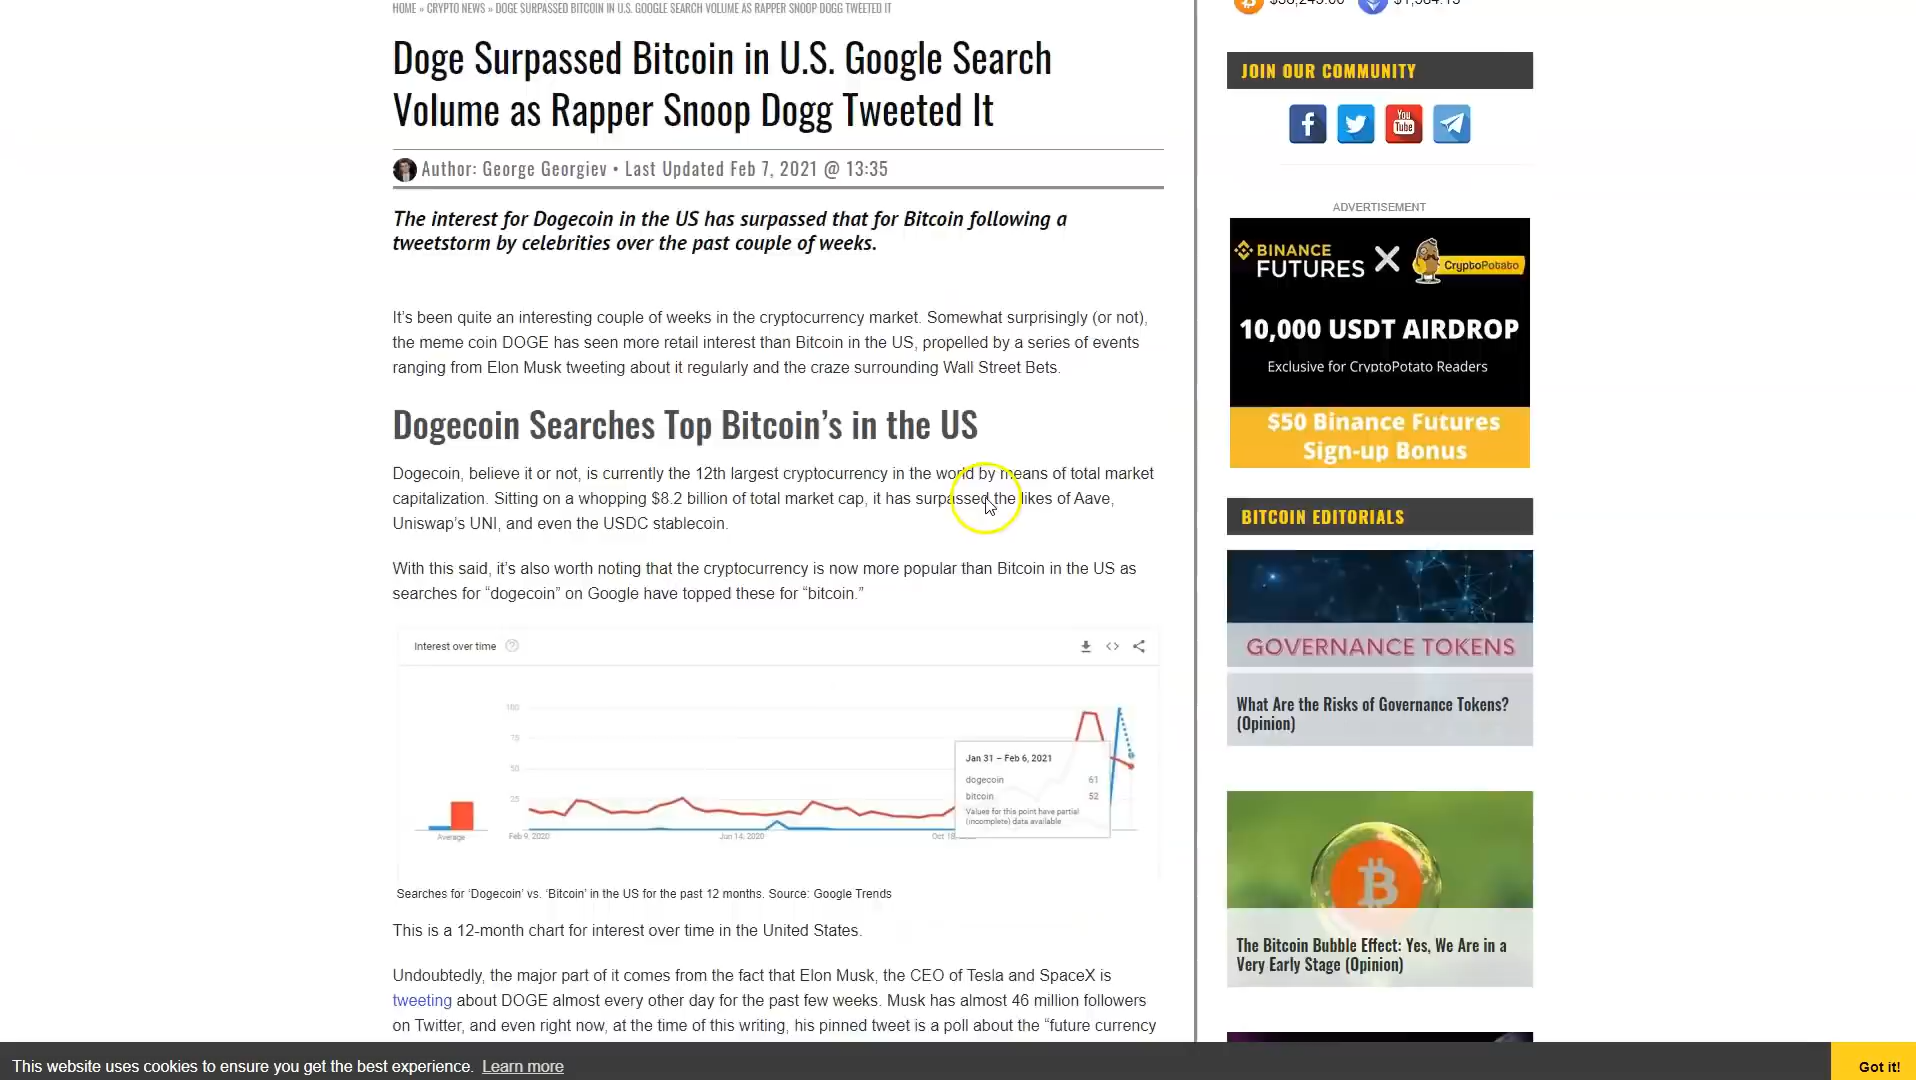 HOME » CRYPTO NEWS » DOGE SURPASSED BITCOIN IN U.S. GOOGLE SEARCH VOLUME AS RAPPER SNOOP DOGG TWEETED IT
Doge Surpassed Bitcoin in U.S. Google Search
Volume as Rapper Snoop Dogg Tweeted It
Author: George Georgiev • Last Updated Feb 7, 2021 @ 13:35
The interest for Dogecoin in the US has surpassed that for Bitcoin following a
tweetstorm by celebrities over the past couple of weeks.
It’s been quite an interesting couple of weeks in the cryptocurrency market. Somewhat surprisingly (or not),
the meme coin DOGE has seen more retail interest than Bitcoin in the US, propelled by a series of events
ranging from Elon Musk tweeting about it regularly and the craze surrounding Wall Street Bets.
Dogecoin Searches Top Bitcoin’s in the US
Dogecoin, believe it or not, is currently the 12th largest cryptocurrency in the world by means of total market
capitalization. Sitting on a whopping $8.2 billion of total market cap, it has surpassed the likes of Aave,
Uniswap’s UNI, and even the USDC stablecoin.
With this said, it’s also worth noting that the cryptocurrency is now more popular than Bitcoin in the US as
searches for “dogecoin” on Google have topped these for “bitcoin.”
Interest over time
100
75
50
25
Average
Feb 9, 2020
Jun 14, 2020
Oct 18,
Jan 31 – Feb 6, 2021
dogecoin 61
bitcoin 52
Values for this point have partial
(incomplete) data available
Searches for ‘Dogecoin’ vs. ‘Bitcoin’ in the US for the past 12 months. Source: Google Trends
This is a 12-month chart for interest over time in the United States.
Undoubtedly, the major part of it comes from the fact that Elon Musk, the CEO of Tesla and SpaceX is
tweeting about DOGE almost every other day for the past few weeks. Musk has almost 46 million followers
on Twitter, and even right now, at the time of this writing, his pinned tweet is a poll about the “future currency
JOIN OUR COMMUNITY
You
Tube
ADVERTISEMENT
BINANCE
FUTURES
CryptoPotato
10,000 USDT AIRDROP
Exclusive for CryptoPotato Readers
$50 Binance Futures
Sign-up Bonus
BITCOIN EDITORIALS
GOVERNANCE TOKENS
What Are the Risks of Governance Tokens?
(Opinion)
The Bitcoin Bubble Effect: Yes, We Are in a
Very Early Stage (Opinion)
This website uses cookies to ensure you get the best experience. Learn more
Got it!